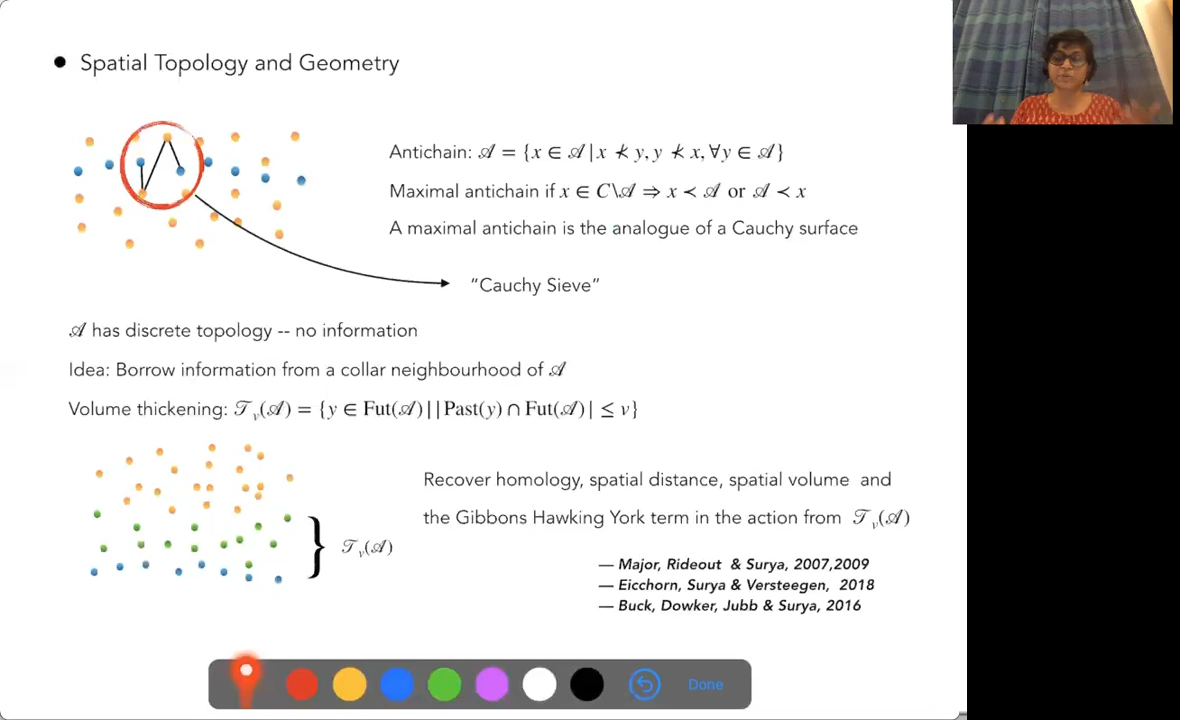 Spatial Topology and Geometry
Antichain: 𝒜 = {x ∈ 𝒜 | x ⊀ y, y ⊀ x, ∀y ∈ 𝒜}
Maximal antichain if x ∈ C\𝒜 ⇒ x ≺ 𝒜 or 𝒜 ≺ x
A maximal antichain is the analogue of a Cauchy surface
"Cauchy Sieve"
𝒜 has discrete topology -- no information
Idea: Borrow information from a collar neighbourhood of 𝒜
Volume thickening: 𝒯ᵥ(𝒜) = {y ∈ Fut(𝒜) | |Past(y) ∩ Fut(𝒜)| ≤ v}
Recover homology, spatial distance, spatial volume and
the Gibbons Hawking York term in the action from 𝒯ᵥ(𝒜)
𝒯ᵥ(𝒜)
— Major, Rideout & Surya, 2007,2009
— Eicchorn, Surya & Versteegen, 2018
— Buck, Dowker, Jubb & Surya, 2016
Done